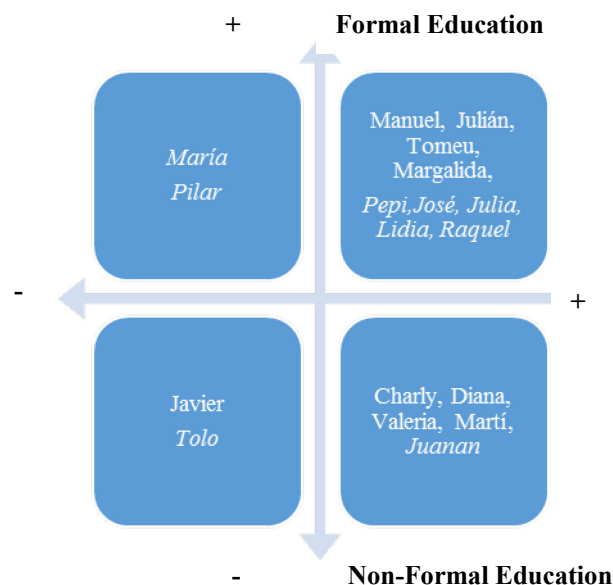 + Formal Education
María
Pilar
Manuel, Julián,
Tomeu,
Margalida,
Pepi,José, Julia,
Lidia, Raquel
-
+
Javier
Tolo
Charly, Diana,
Valeria, Martí,
Juanan
- Non-Formal Education